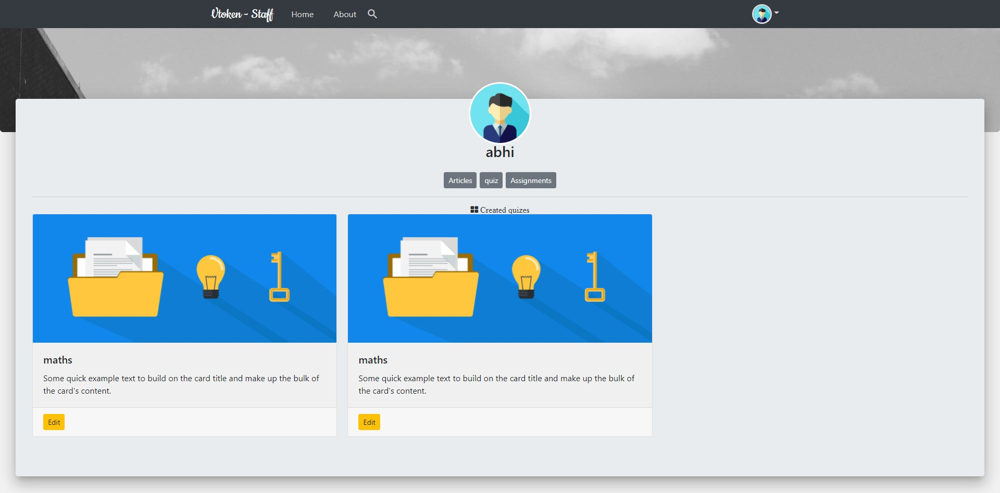 Vtoken - Staff
Home
About
abhi
Articles
quiz
Assignments
Created quizes
maths
Some quick example text to build on the card title and make up the bulk of
the card's content.
Edit
maths
Some quick example text to build on the card title and make up the bulk of
the card's content.
Edit